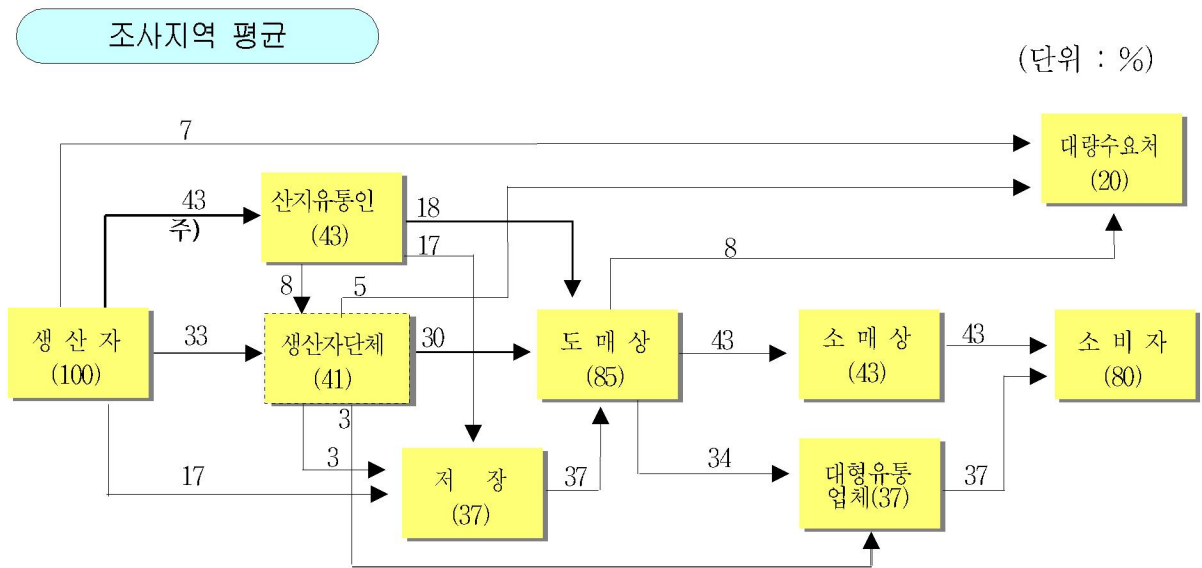 조사지역 평균
(단위 : %)
7
대량수요처
(20)
43
주)
산지유통인
(43)
18
17
8
8
5
생 산 자
(100)
33
생산자단체
(41)
30
도 매 상
(85)
43
소 매 상
(43)
43
소 비 자
(80)
3
3
17
저 장
(37)
37
34
대형유통
업체(37)
37